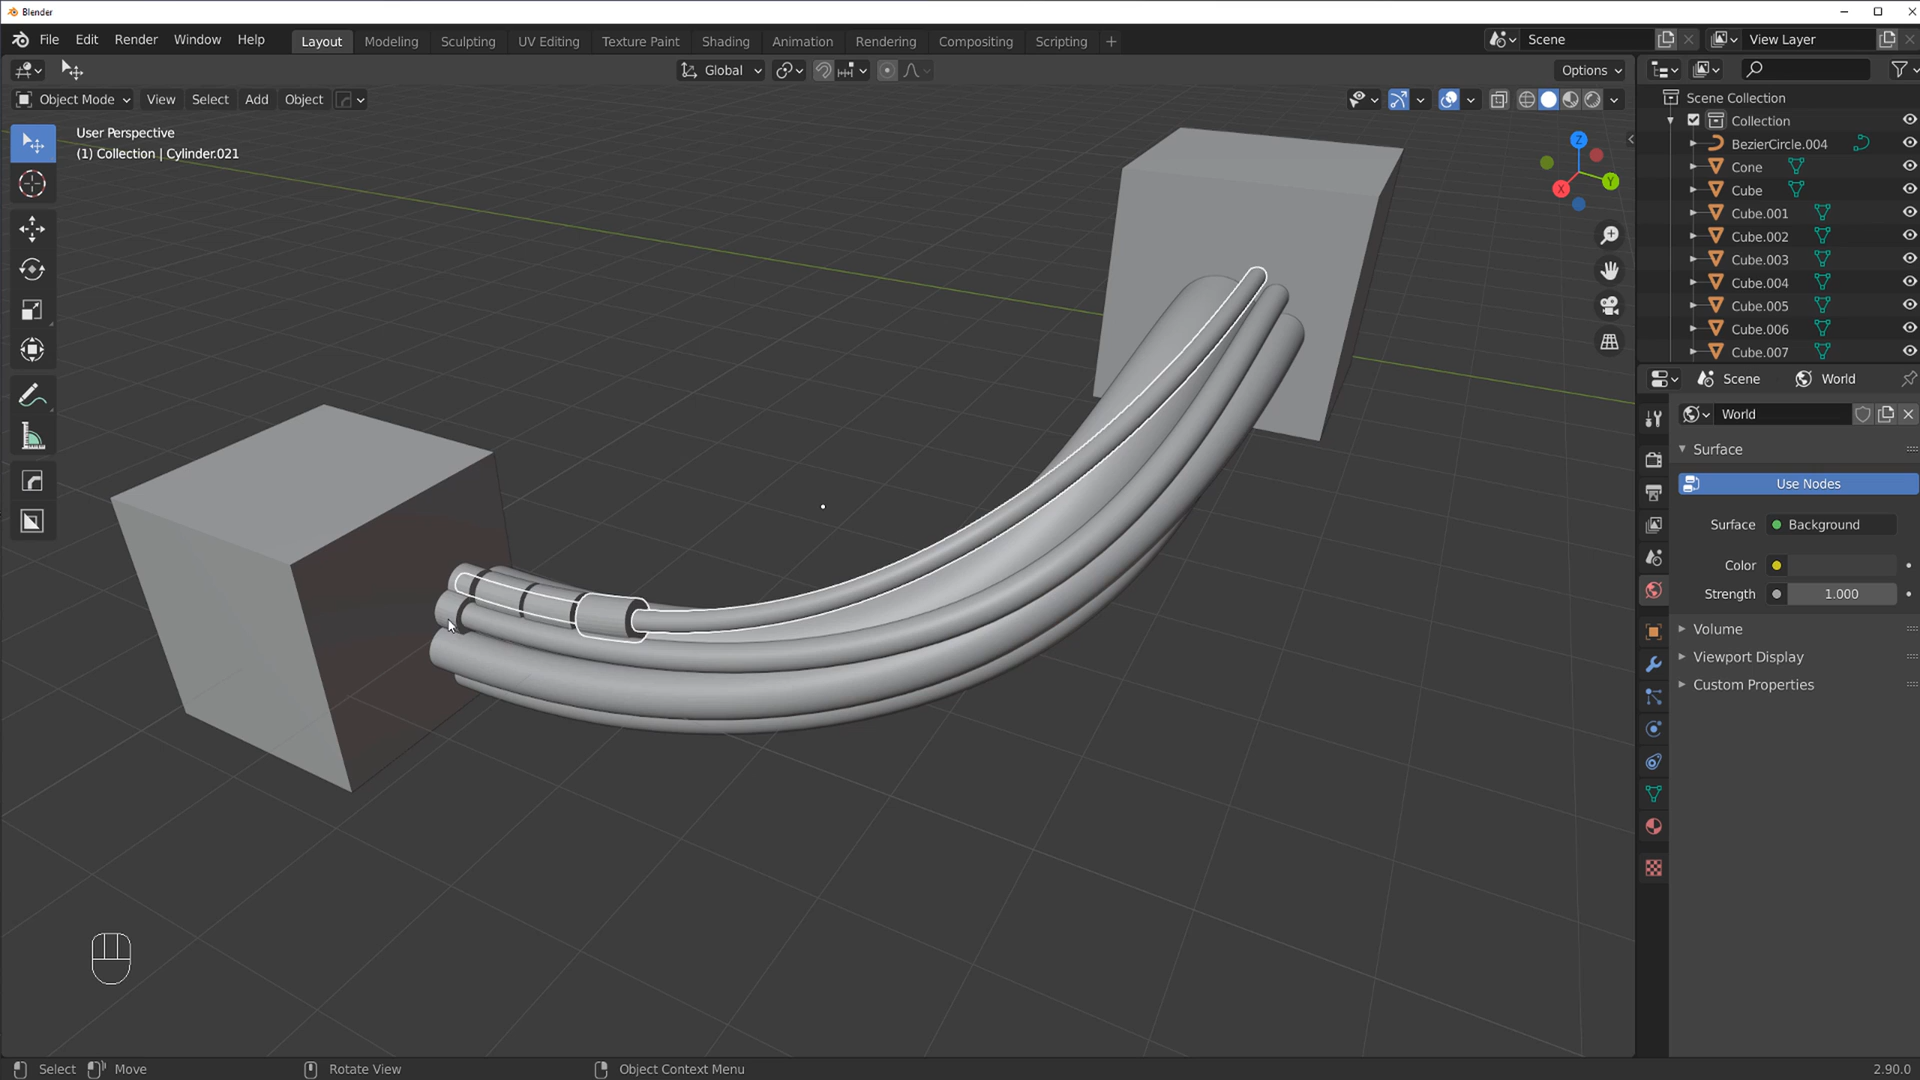 Blender
File Edit Render Window Help
Layout Modeling Sculpting UV Editing Texture Paint Shading Animation Rendering Compositing Scripting +
Scene
View Layer
Global
Options
Object Mode View Select Add Object
User Perspective
(1) Collection | Cylinder.021
Z
Y
X
Scene Collection
Collection
BezierCircle.004
Cone
Cube
Cube.001
Cube.002
Cube.003
Cube.004
Cube.005
Cube.006
Cube.007
Scene World
World
Surface
Use Nodes
Surface Background
Color
Strength 1.000
Volume
Viewport Display
Custom Properties
Select Move Rotate View Object Context Menu 2.90.0